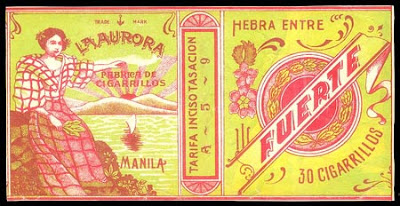 TRADE MARK
LA AURORA
FABRICA DE
CIGARRILLOS
MANILA
TARIFA INCISO TASACION
A - 5 - 9
HEBRA ENTRE
FUERTE
30 CIGARRILLOS